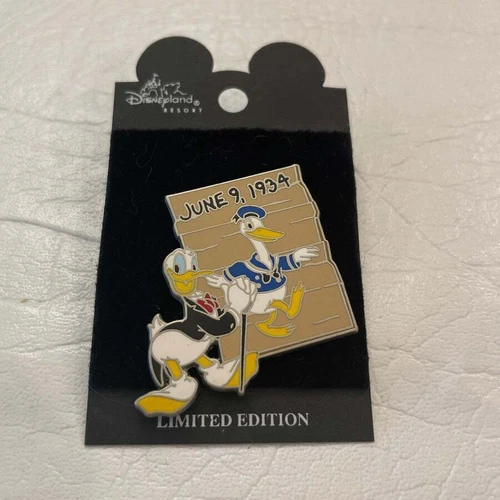 Disneyland®
RESORT
JUNE 9, 1934
LIMITED EDITION